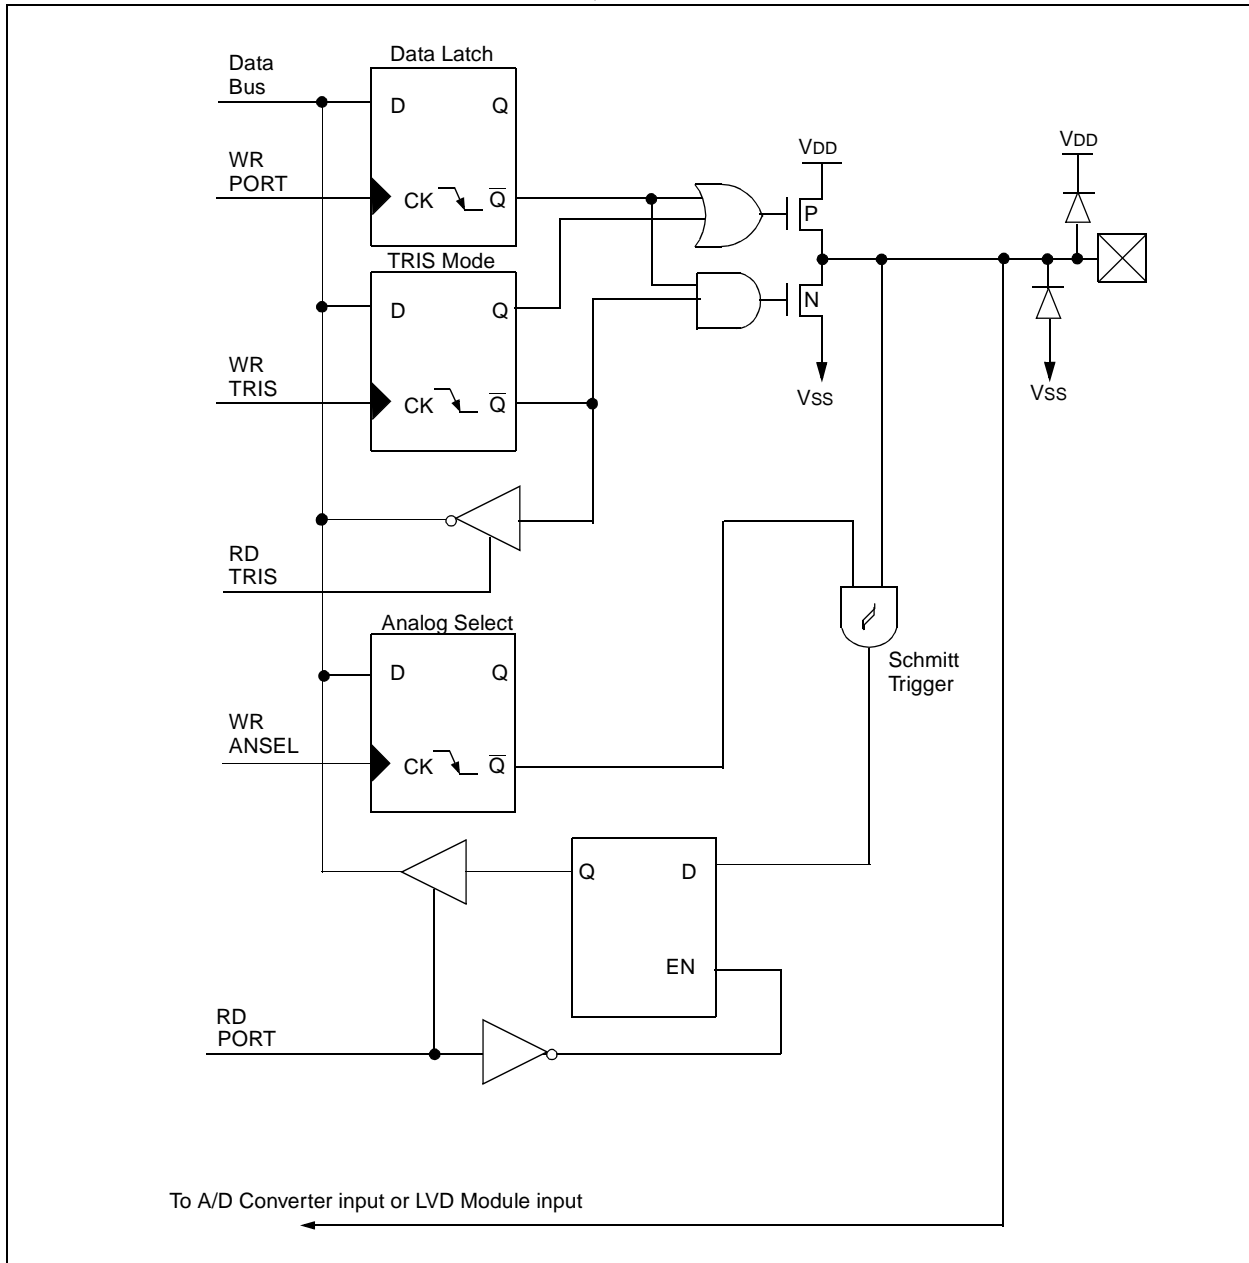 Data Latch
Data
Bus
D
Q
WR
PORT
CK
Q̅
VDD
P
VDD
TRIS Mode
D
Q
N
WR
TRIS
CK
Q̅
VSS
VSS
RD
TRIS
Analog Select
D
Q
Schmitt
Trigger
WR
ANSEL
CK
Q̅
Q
D
EN
RD
PORT
To A/D Converter input or LVD Module input